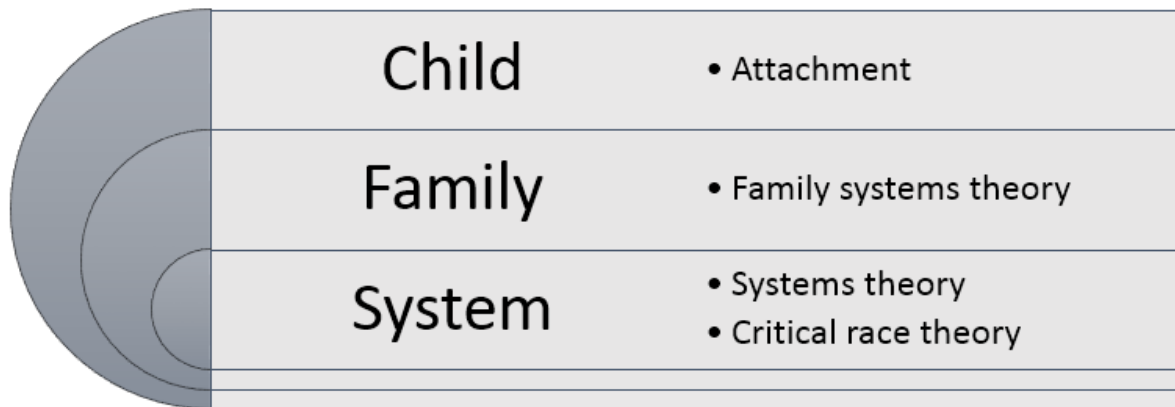 Child
• Attachment
Family
• Family systems theory
System
• Systems theory
• Critical race theory